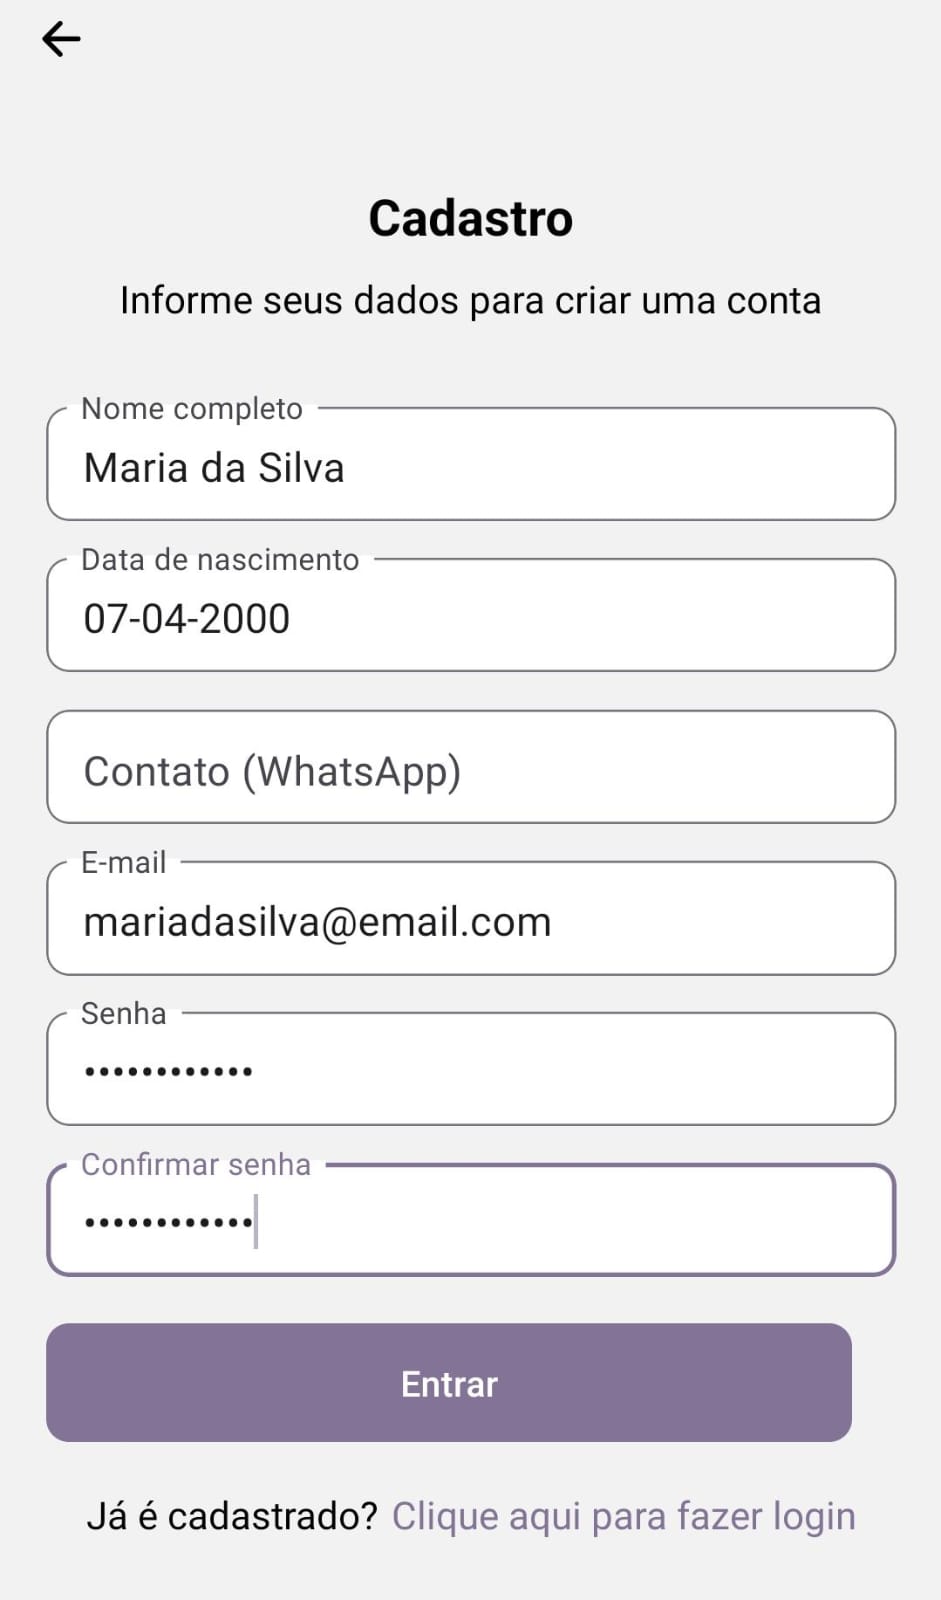 Cadastro
Informe seus dados para criar uma conta
Nome completo
Maria da Silva
Data de nascimento
07-04-2000
Contato (WhatsApp)
E-mail
mariadasilva@email.com
Senha
••••••••••••
Confirmar senha
••••••••••••
Entrar
Já é cadastrado? Clique aqui para fazer login